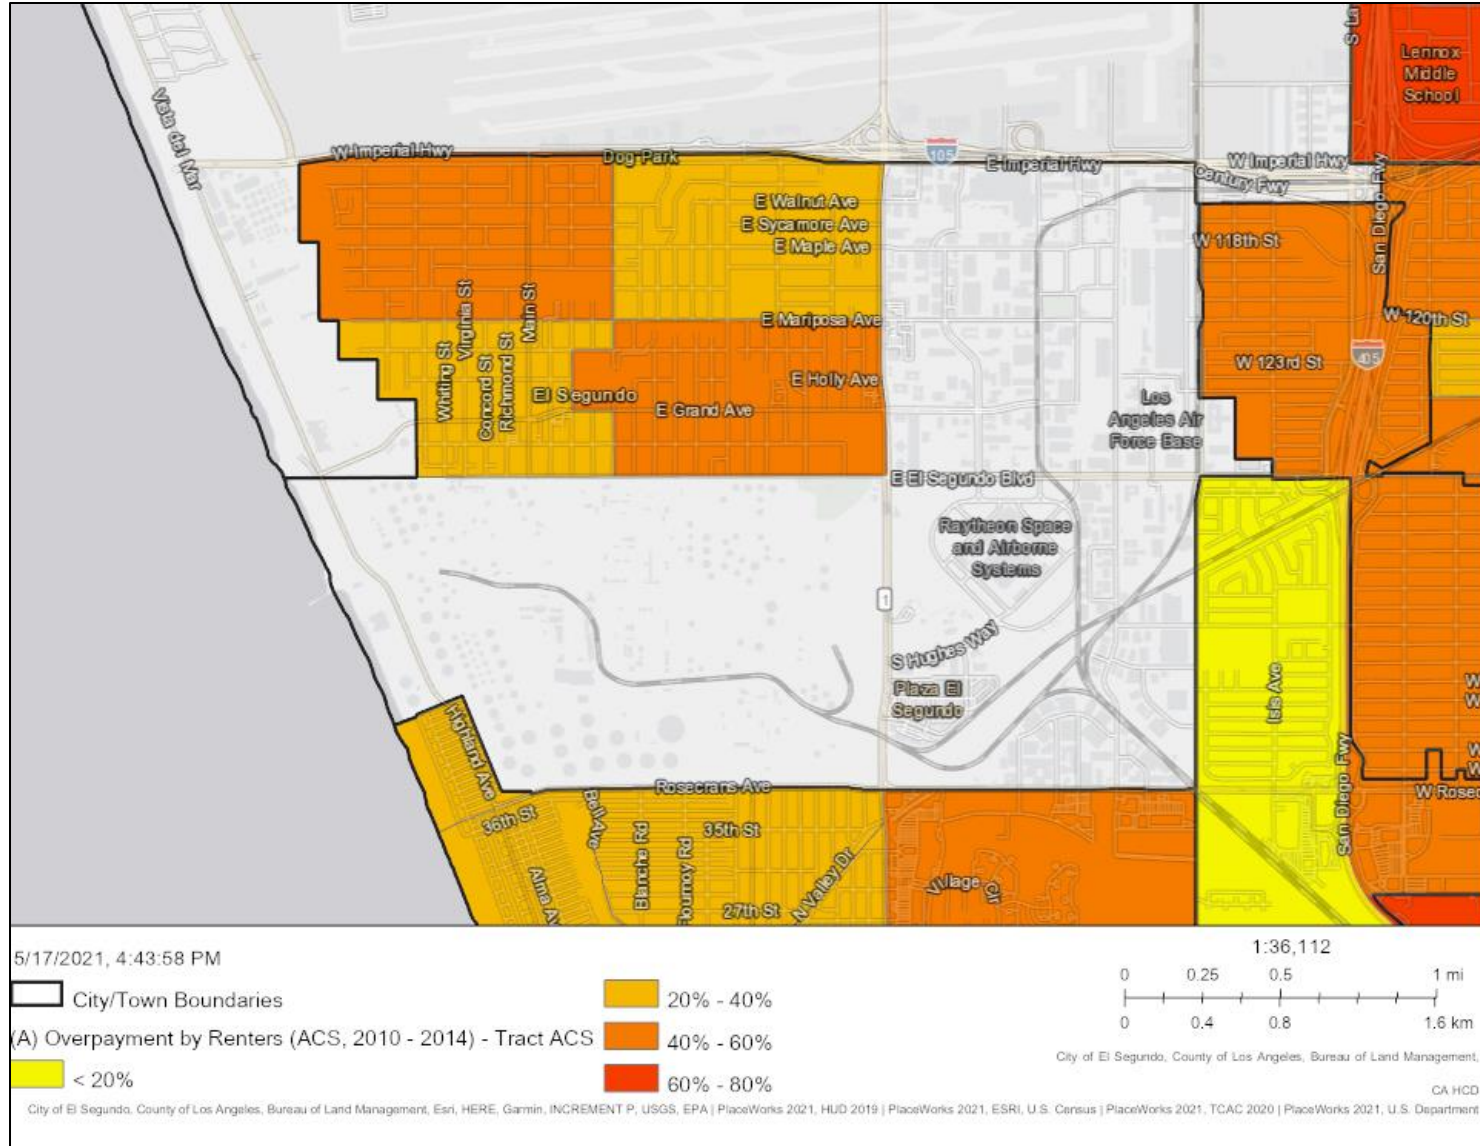 S La
Lennox
Middle
School
Vista del Mar
W Imperial Hwy
Dog Park
105
E Imperial Hwy
W Imperial Hwy
Century Fwy
San Diego Fwy
E Walnut Ave
E Sycamore Ave
E Maple Ave
W 118th St
E Mariposa Ave
W 120th St
Virginia St
Main St
Whiting St
Concord St
Richmond St
El Segundo
E Holly Ave
E Grand Ave
W 123rd St
405
Los
Angeles Air
Force Base
E El Segundo Blvd
Raytheon Space
and Airborne
Systems
1
S Hughes Way
Plaza El
Segundo
Isis Ave
W
W
W
W
Highland Ave
Rosecrans Ave
San Diego Fwy
W Rosec
36th St
Bell Ave
Blanche Rd
Flournoy Rd
35th St
N Valley Dr
Village Cir
Alma Av
27th St
5/17/2021, 4:43:58 PM
City/Town Boundaries
(A) Overpayment by Renters (ACS, 2010 - 2014) - Tract ACS
< 20%
20% - 40%
40% - 60%
60% - 80%
1:36,112
0 0.25 0.5 1 mi
0 0.4 0.8 1.6 km
City of El Segundo, County of Los Angeles, Bureau of Land Management,
CA HCD
City of El Segundo, County of Los Angeles, Bureau of Land Management, Esri, HERE, Garmin, INCREMENT P, USGS, EPA | PlaceWorks 2021, HUD 2019 | PlaceWorks 2021, ESRI, U.S. Census | PlaceWorks 2021, TCAC 2020 | PlaceWorks 2021, U.S. Department